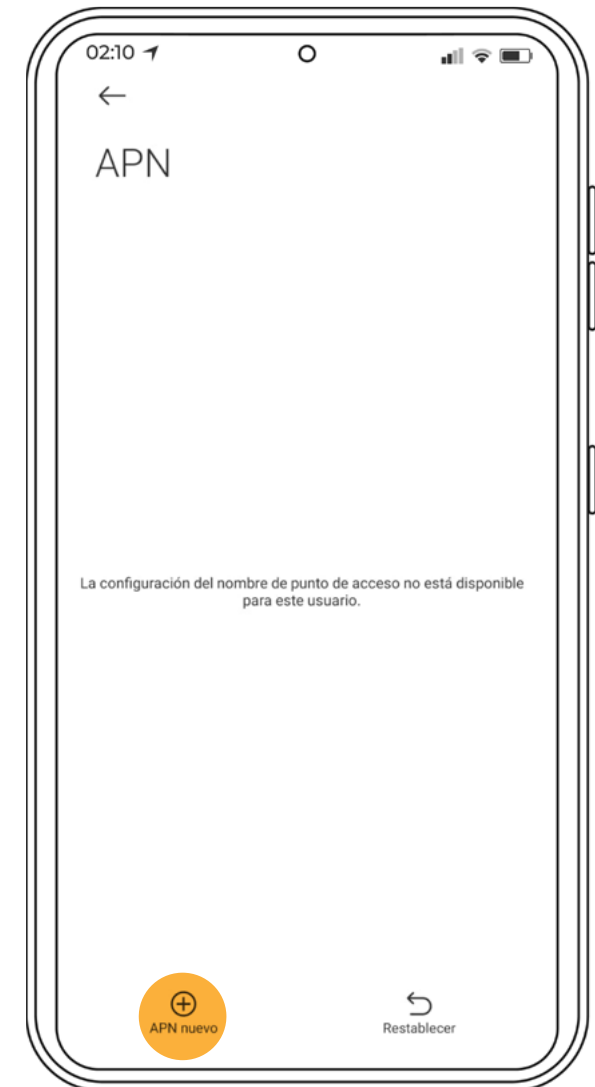 02:10
APN
La configuración del nombre de punto de acceso no está disponible
para este usuario.
APN nuevo
Restablecer